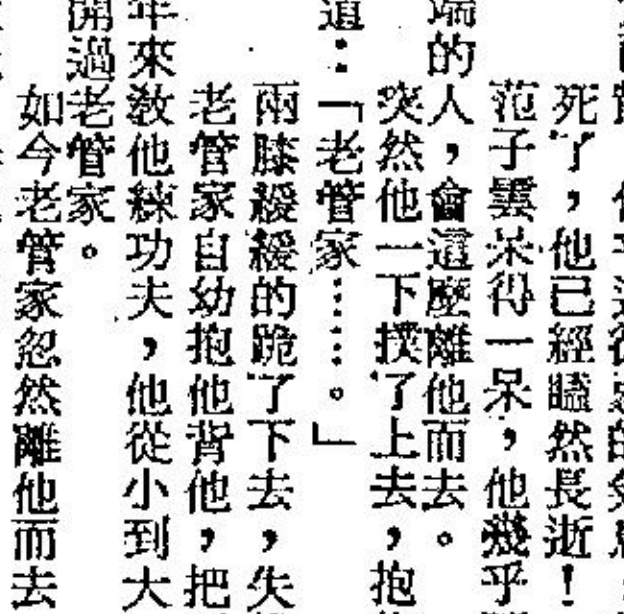 死了，他已經瞌然長逝！
范子雲呆得一呆，他幾乎
端的人，會這麼離他而去。
突然他一下撲了上去，抱
道：「老管家……。」
兩膝緩緩的跪了下去，失
老管家自幼抱他背他，把
年來教他練功夫，他從小到大
開過老管家。
如今老管家忽然離他而去